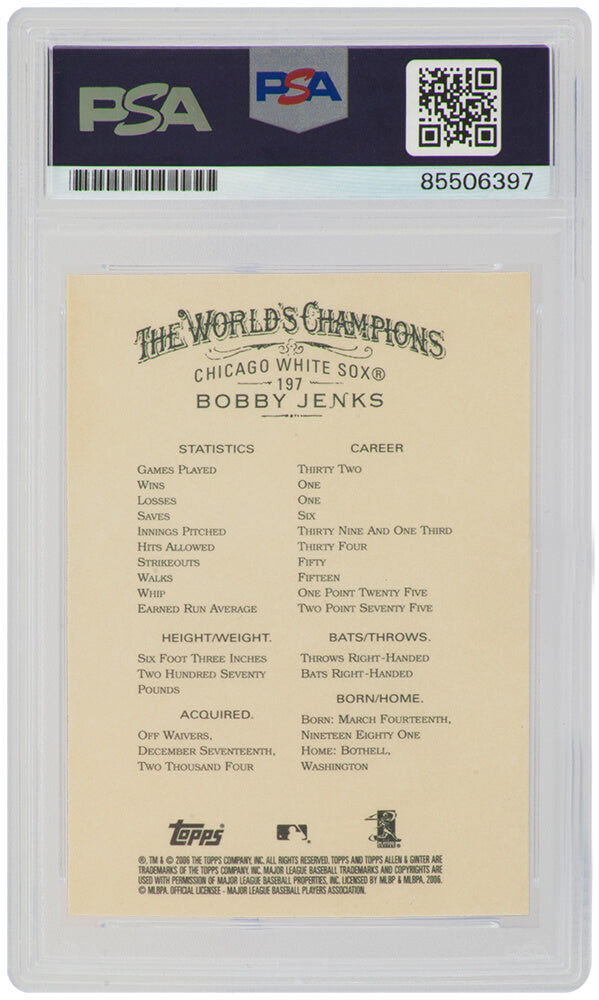 PSA
PSA
85506397
THE WORLD'S CHAMPIONS
CHICAGO WHITE SOX®
197
BOBBY JENKS
STATISTICS CAREER
GAMES PLAYED THIRTY TWO
WINS ONE
LOSSES ONE
SAVES SIX
INNINGS PITCHED THIRTY NINE AND ONE THIRD
HITS ALLOWED THIRTY FOUR
STRIKEOUTS FIFTY
WALKS FIFTEEN
WHIP ONE POINT TWENTY FIVE
EARNED RUN AVERAGE TWO POINT SEVENTY FIVE
HEIGHT/WEIGHT.
SIX FOOT THREE INCHES
TWO HUNDRED SEVENTY
POUNDS
BATS/THROWS.
THROWS RIGHT-HANDED
BATS RIGHT-HANDED
ACQUIRED.
OFF WAIVERS,
DECEMBER SEVENTEENTH,
TWO THOUSAND FOUR
BORN/HOME.
BORN: MARCH FOURTEENTH,
NINETEEN EIGHTY ONE
HOME: BOTHELL,
WASHINGTON
Topps
®, TM & © 2006 THE TOPPS COMPANY, INC. ALL RIGHTS RESERVED. TOPPS AND TOPPS ALLEN & GINTER ARE
TRADEMARKS OF THE TOPPS COMPANY, INC. MAJOR LEAGUE BASEBALL TRADEMARKS AND COPYRIGHTS ARE
USED WITH PERMISSION OF MAJOR LEAGUE BASEBALL PROPERTIES, INC. LICENSED BY MLBP & MLBPA, 2006.
© MLBPA. OFFICIAL LICENSEE - MAJOR LEAGUE BASEBALL PLAYERS ASSOCIATION.